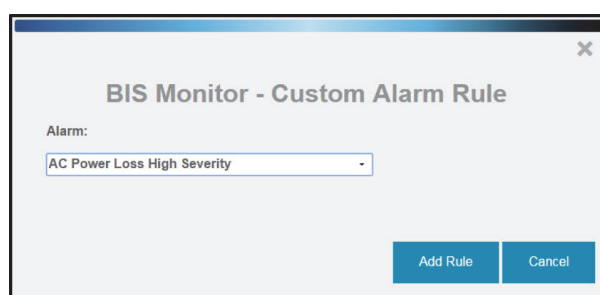 BIS Monitor - Custom Alarm Rule
Alarm:
AC Power Loss High Severity
Add Rule Cancel